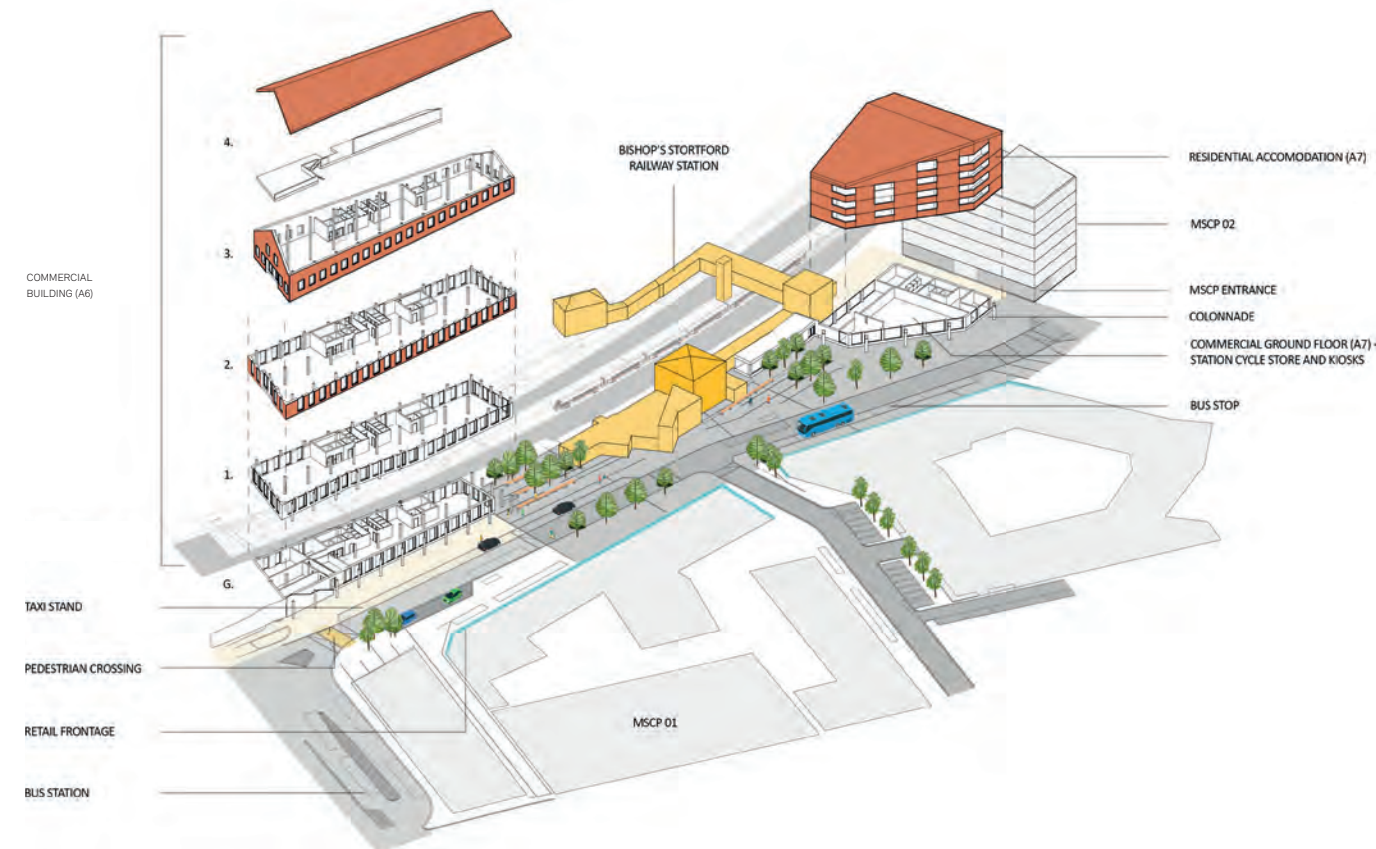 4.
BISHOP'S STORTFORD
RAILWAY STATION
RESIDENTIAL ACCOMODATION (A7)
MSCP 02
3.
COMMERCIAL
BUILDING (A6)
MSCP ENTRANCE
COLONNADE
COMMERCIAL GROUND FLOOR (A7) +
STATION CYCLE STORE AND KIOSKS
2.
BUS STOP
1.
G.
TAXI STAND
PEDESTRIAN CROSSING
RETAIL FRONTAGE
MSCP 01
BUS STATION